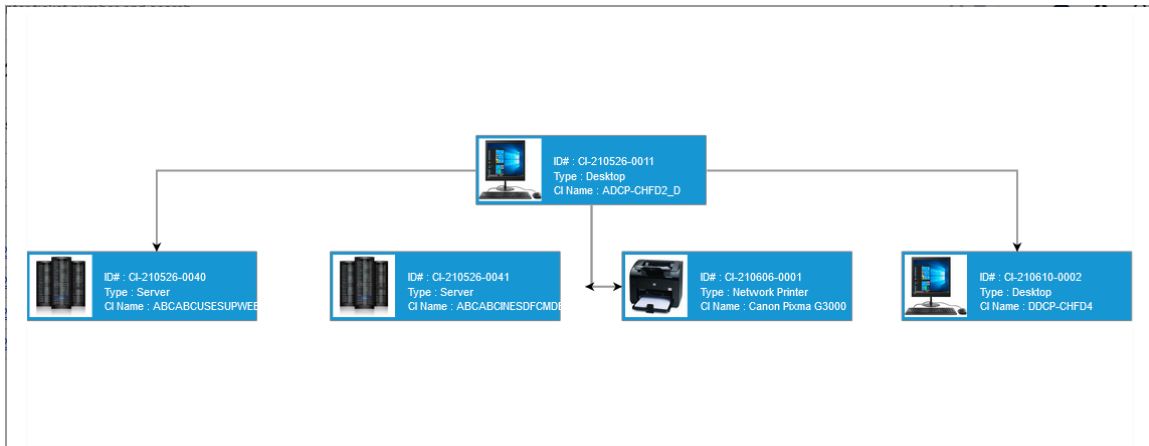 ID# : CI-210526-0011
Type : Desktop
CI Name : ADCP-CHFD2_D
ID# : CI-210526-0040
Type : Server
CI Name : ABCABCUSESUPWEB
ID# : CI-210526-0041
Type : Server
CI Name : ABCABCINESDFCMDB
ID# : CI-210606-0001
Type : Network Printer
CI Name : Canon Pixma G3000
ID# : CI-210610-0002
Type : Desktop
CI Name : DDCP-CHFD4